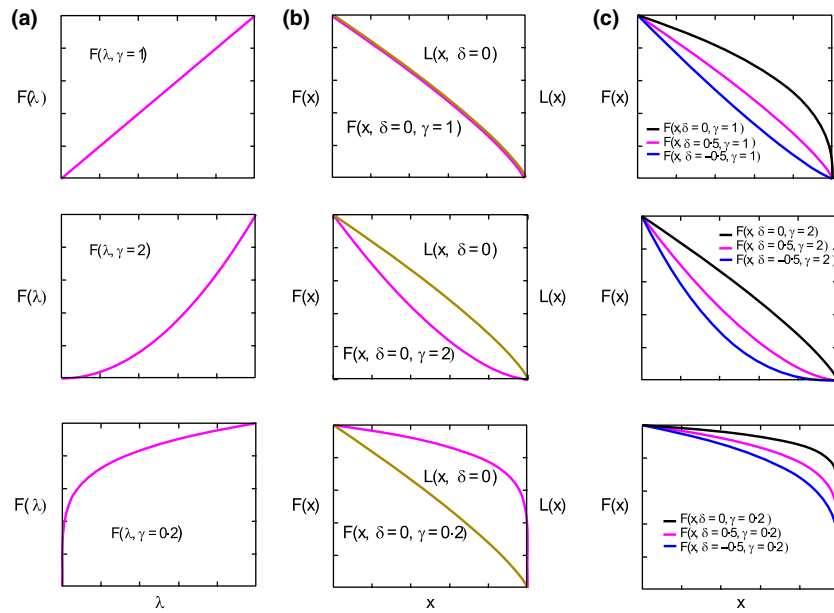 (a)
F(λ)
F(λ, γ = 1)
(b)
F(x)
L(x, δ = 0)
F(x, δ = 0, γ = 1)
L(x)
(c)
F(x)
F(x, δ = 0, γ = 1)
F(x, δ = 0·5, γ = 1)
F(x, δ = −0·5, γ = 1)
F(λ)
F(λ, γ = 2)
F(x)
L(x, δ = 0)
F(x, δ = 0, γ = 2)
L(x)
F(x)
F(x, δ = 0, γ = 2)
F(x, δ = 0·5, γ = 2)
F(x, δ = −0·5, γ = 2)
F(λ)
F(λ, γ = 0·2)
λ
F(x)
L(x, δ = 0)
F(x, δ = 0, γ = 0·2)
x
L(x)
F(x)
F(x, δ = 0, γ = 0·2)
F(x, δ = 0·5, γ = 0·2)
F(x, δ = −0·5, γ = 0·2)
x